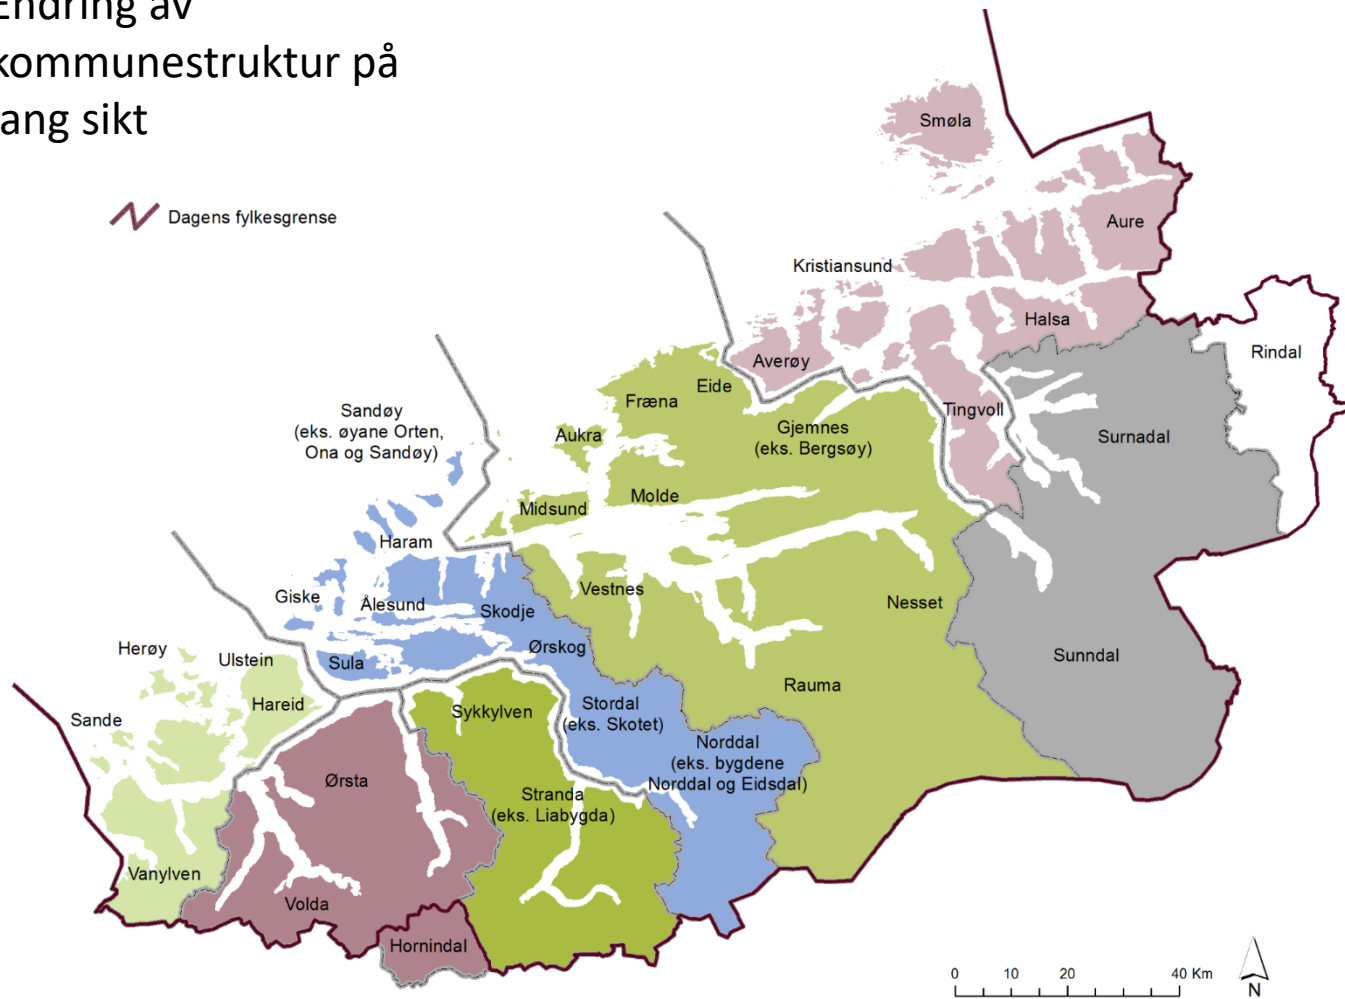 Endring av
kommunestruktur på
lang sikt
Dagens fylkesgrense
Smøla
Aure
Kristiansund
Halsa
Rindal
Averøy
Eide
Fræna
Tingvoll
Sandøy
(eks. øyane Orten,
Ona og Sandøy)
Aukra
Gjemnes
(eks. Bergsøy)
Surnadal
Molde
Midsund
Haram
Vestnes
Giske
Ålesund
Skodje
Nesset
Herøy
Ulstein
Sula
Ørskog
Sunndal
Rauma
Hareid
Sande
Sykkylven
Stordal
(eks. Skotet)
Norddal
(eks. bygdene
Norddal og Eidsdal)
Ørsta
Stranda
(eks. Liabygda)
Vanylven
Volda
Hornindal
0 10 20 40 Km
N